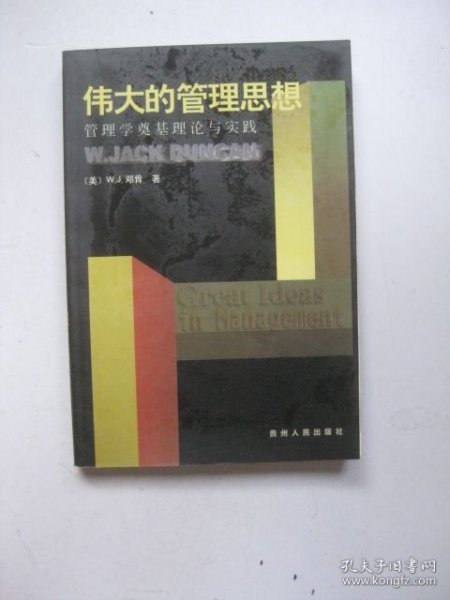 伟大的管理思想
管理学奠基理论与实践
W.JACK DUNCAM
〔美〕W.J.邓肯 著
Great Ideas
in Management
贵州人民出版社
孔夫子旧书网
www.kongfz.com